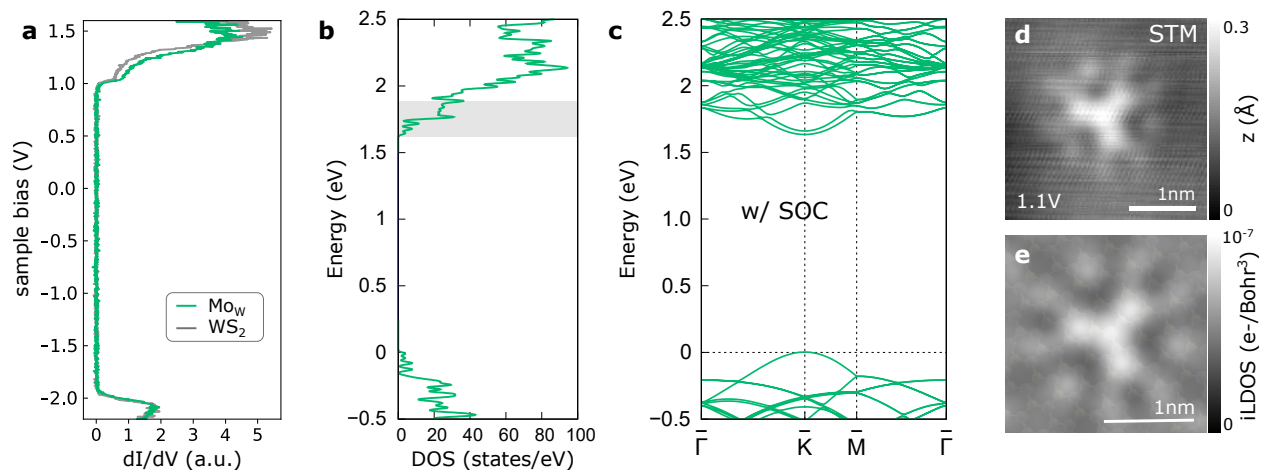 a
1.5
1.0
0.5
0.0
−0.5
−1.0
−1.5
−2.0
sample bias (V)
0 1 2 3 4 5
dI/dV (a.u.)
Mo_W
WS₂
b
2.5
2
1.5
1.0
0.5
0
−0.5
Energy (eV)
0 20 40 60 80 100
DOS (states/eV)
c
2.5
2
1.5
1.0
0.5
0
−0.5
Energy (eV)
w/ SOC
Γ̅ K̅ M̅ Γ̅
d
STM
1.1V
1nm
0.3
z (Å)
0
e
1nm
10⁻⁷
iLDOS (e-/Bohr³)
0